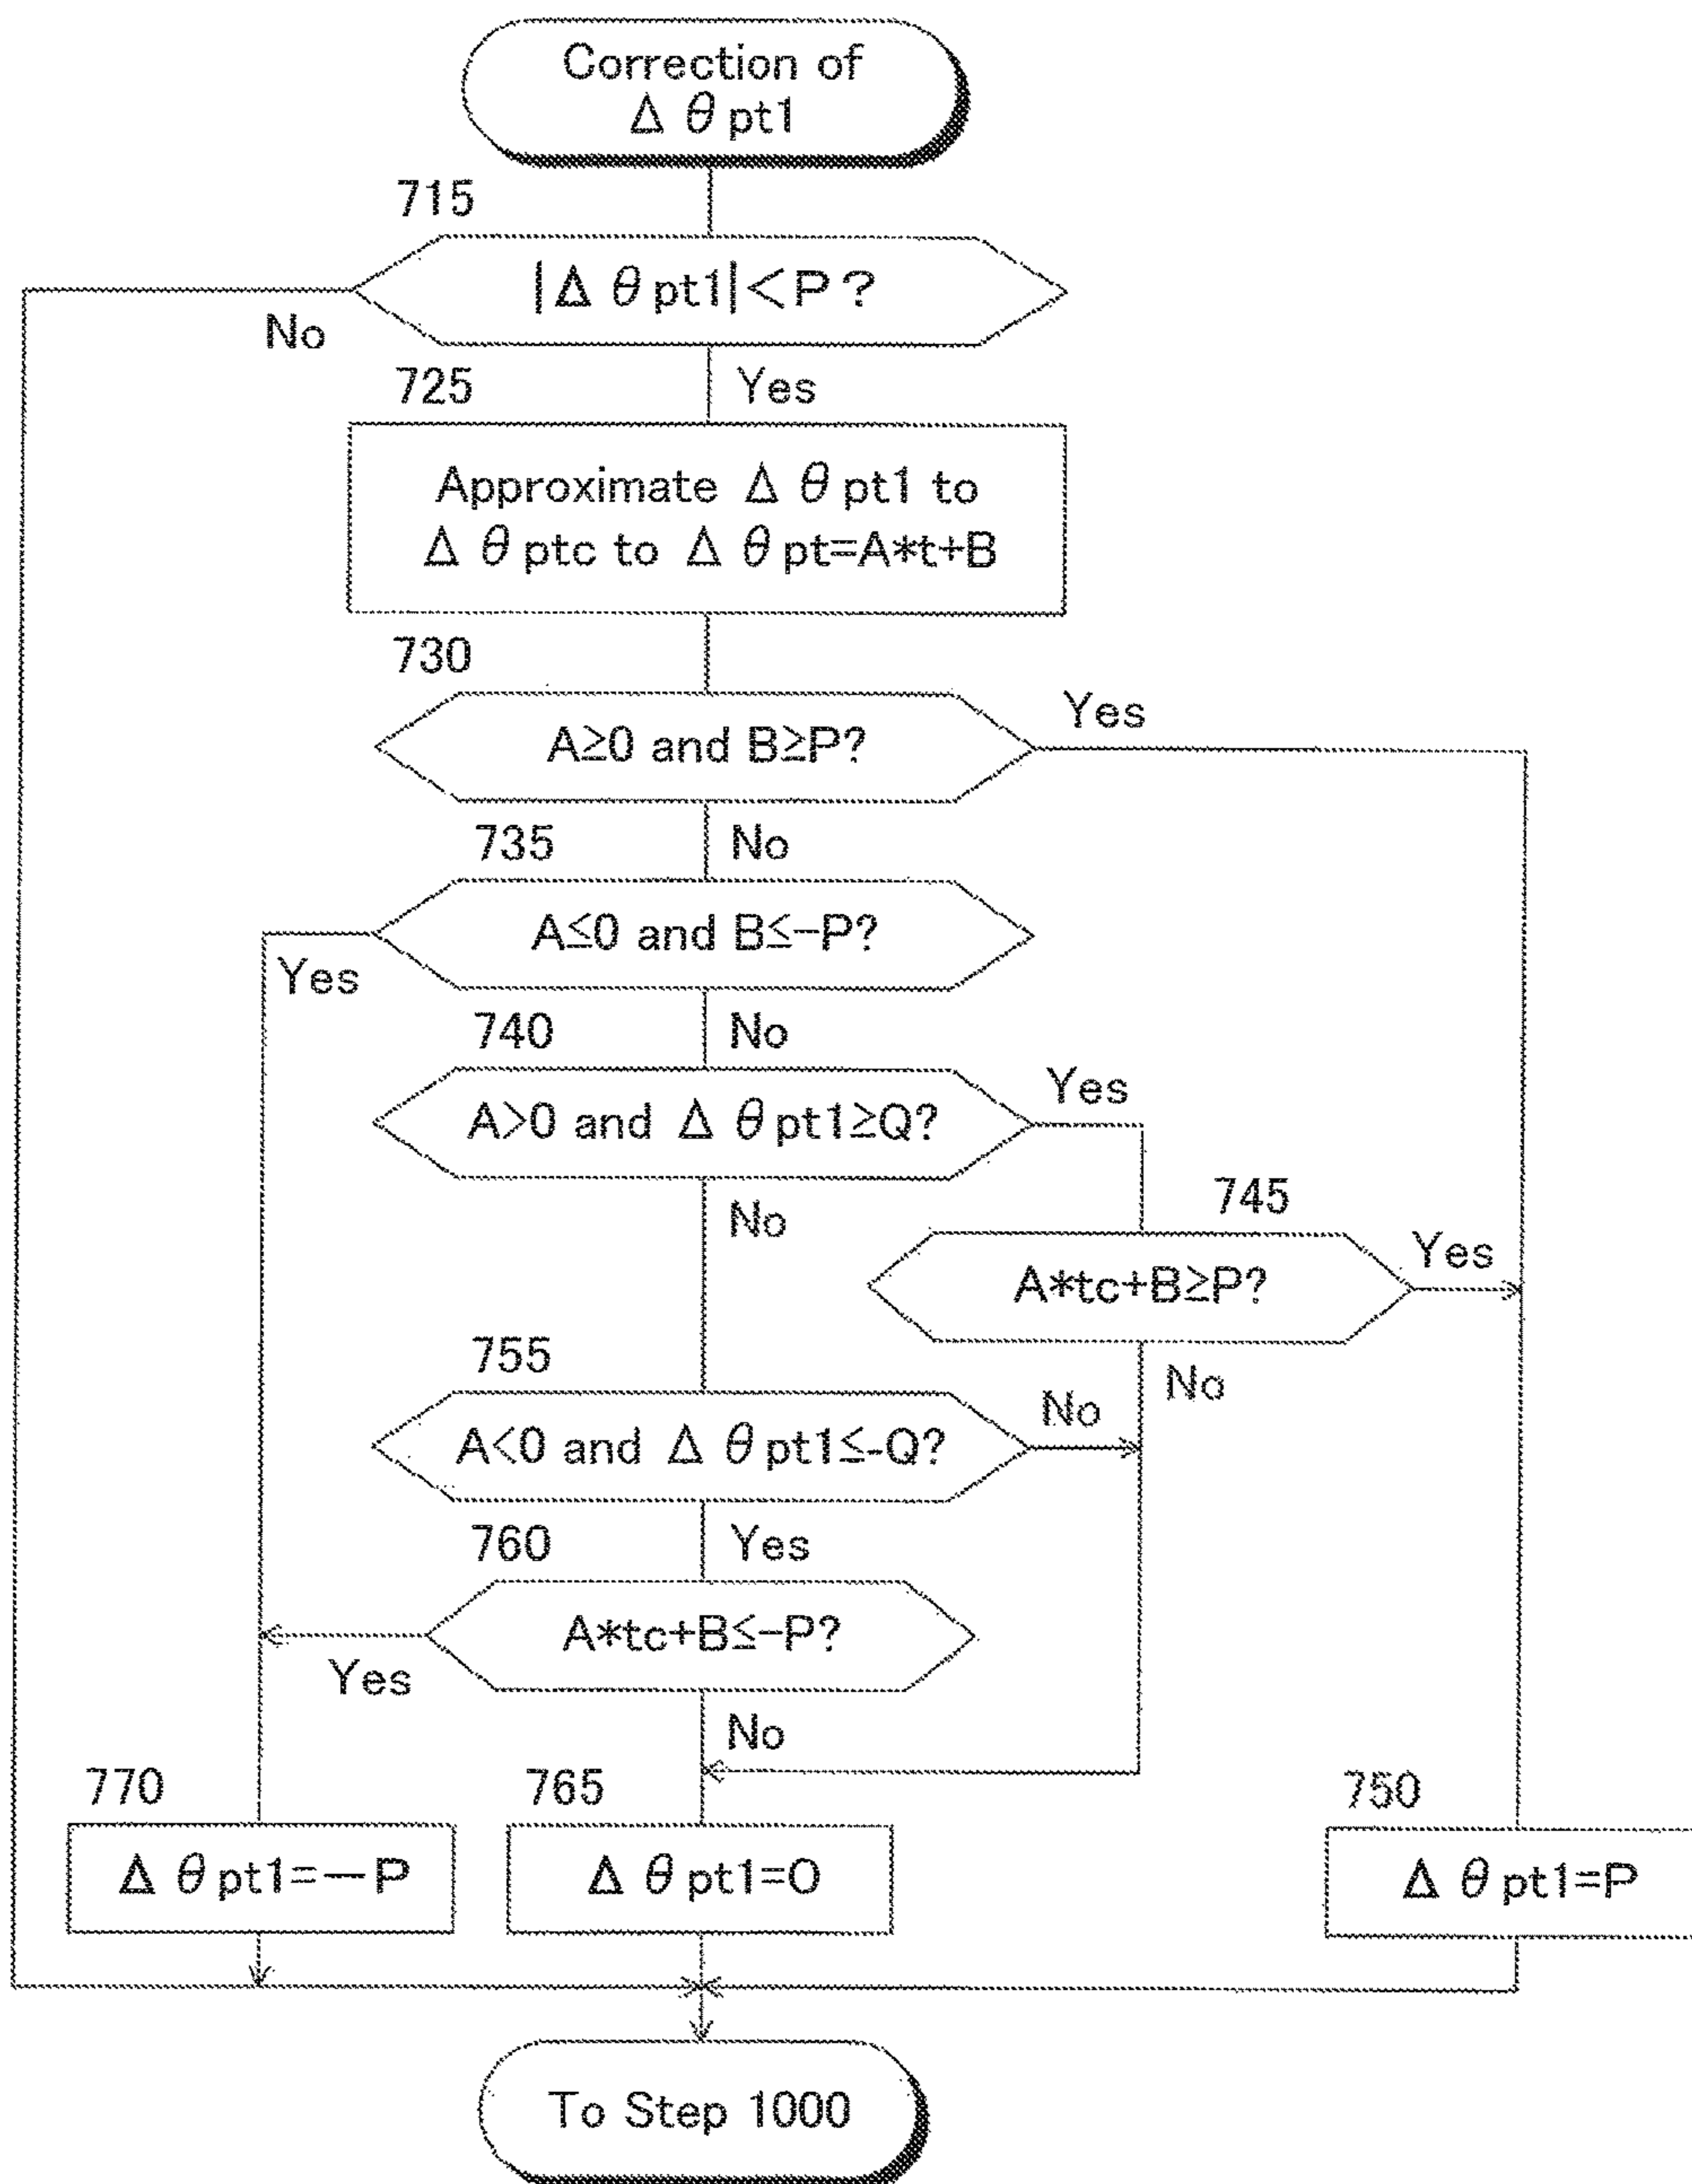 Correction of
Δ θ pt1
715
|Δ θ pt1|<P?
No
725
Yes
Approximate Δ θ pt1 to
Δ θ ptc to Δ θ pt=A*t+B
730
Yes
A≥0 and B≥P?
735
No
A≤0 and B≤-P?
Yes
740
No
Yes
A>0 and Δ θ pt1≥Q?
745
No
Yes
A*tc+B≥P?
755
No
No
A<0 and Δ θ pt1≤-Q?
760
Yes
A*tc+B≤-P?
Yes
No
770
765
750
Δ θ pt1=-P
Δ θ pt1=0
Δ θ pt1=P
To Step 1000